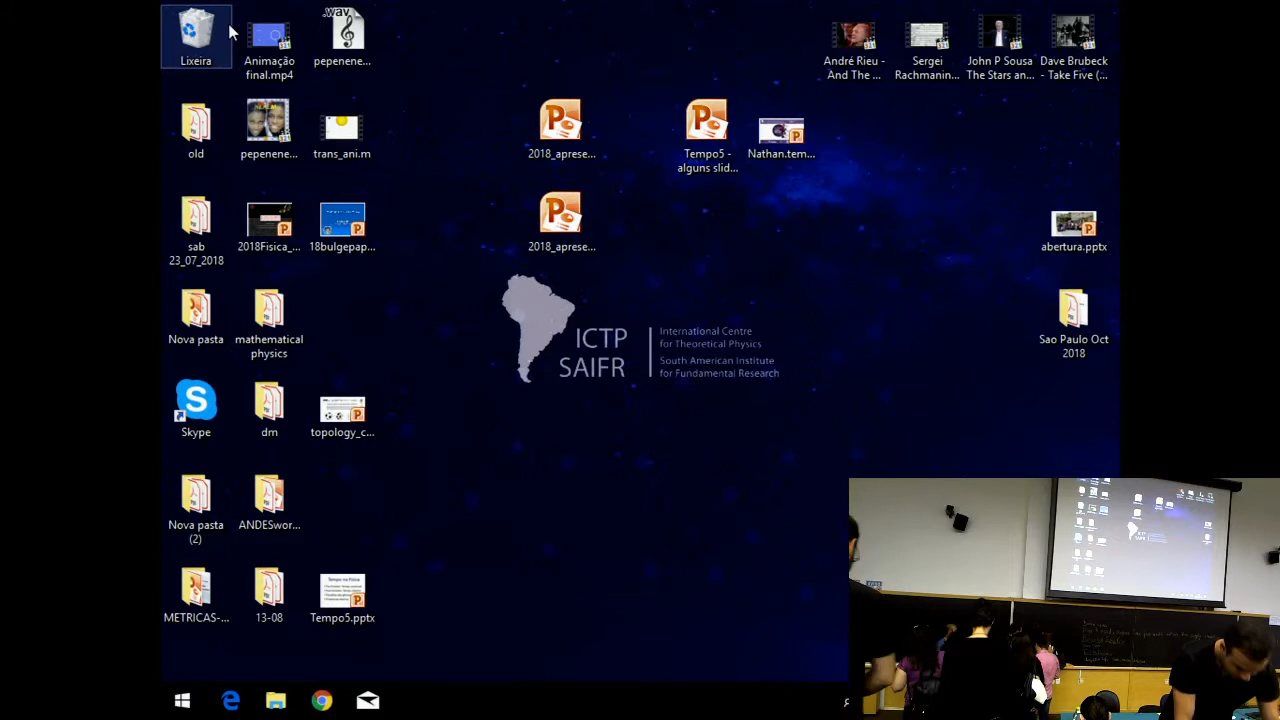 Lixeira
Animação
final.mp4
.wav
pepenene...
André Rieu -
And The ...
Sergei
Rachmanin...
John P Sousa
The Stars an...
Dave Brubeck
- Take Five (...
old
pepenene...
trans_ani.m
2018_aprese...
Tempo5 -
alguns slid...
Nathan.tem...
sab
23_07_2018
2018Fisica_...
18bulgepap...
2018_aprese...
abertura.pptx
Nova pasta
mathematical
physics
Sao Paulo Oct
2018
ICTP
SAIFR
International Centre
for Theoretical Physics
South American Institute
for Fundamental Research
Skype
dm
topology_c...
Nova pasta
(2)
ANDESwor...
METRICAS-...
13-08
Tempo na física
Tempo5.pptx